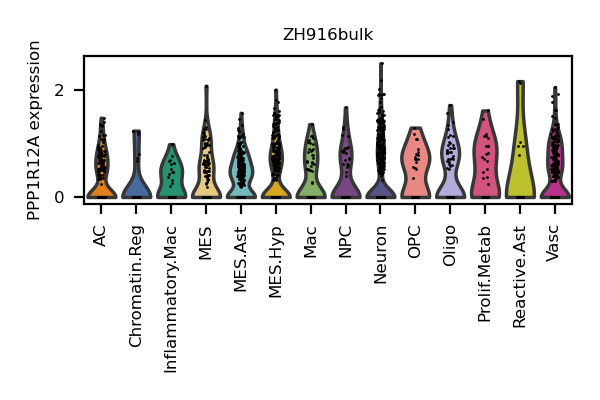 ZH916bulk
PPP1R12A expression
2
0
AC
Chromatin.Reg
Inflammatory.Mac
MES
MES.Ast
MES.Hyp
Mac
NPC
Neuron
OPC
Oligo
Prolif.Metab
Reactive.Ast
Vasc